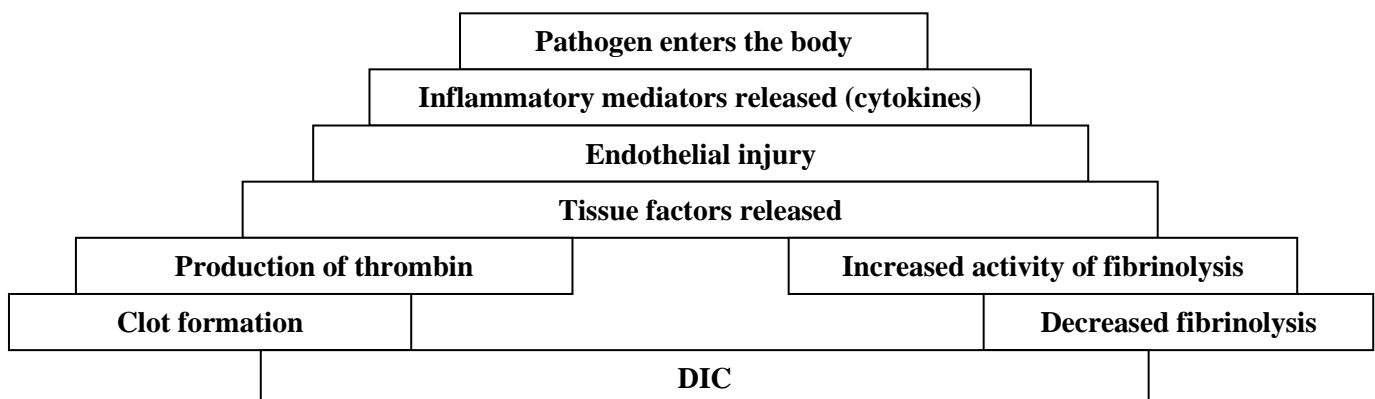 Pathogen enters the body
Inflammatory mediators released (cytokines)
Endothelial injury
Tissue factors released
Production of thrombin
Increased activity of fibrinolysis
Clot formation
Decreased fibrinolysis
DIC